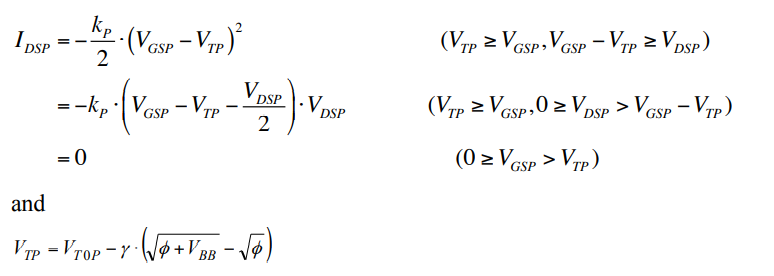 I_DSP = -k_P/2 · (V_GSP - V_TP)^2 (V_TP ≥ V_GSP, V_GSP - V_TP ≥ V_DSP)
= -k_P · (V_GSP - V_TP - V_DSP/2) · V_DSP (V_TP ≥ V_GSP, 0 ≥ V_DSP > V_GSP - V_TP)
= 0 (0 ≥ V_GSP > V_TP)
and
V_TP = V_T0P - γ · (√(ϕ + V_BB) - √ϕ)